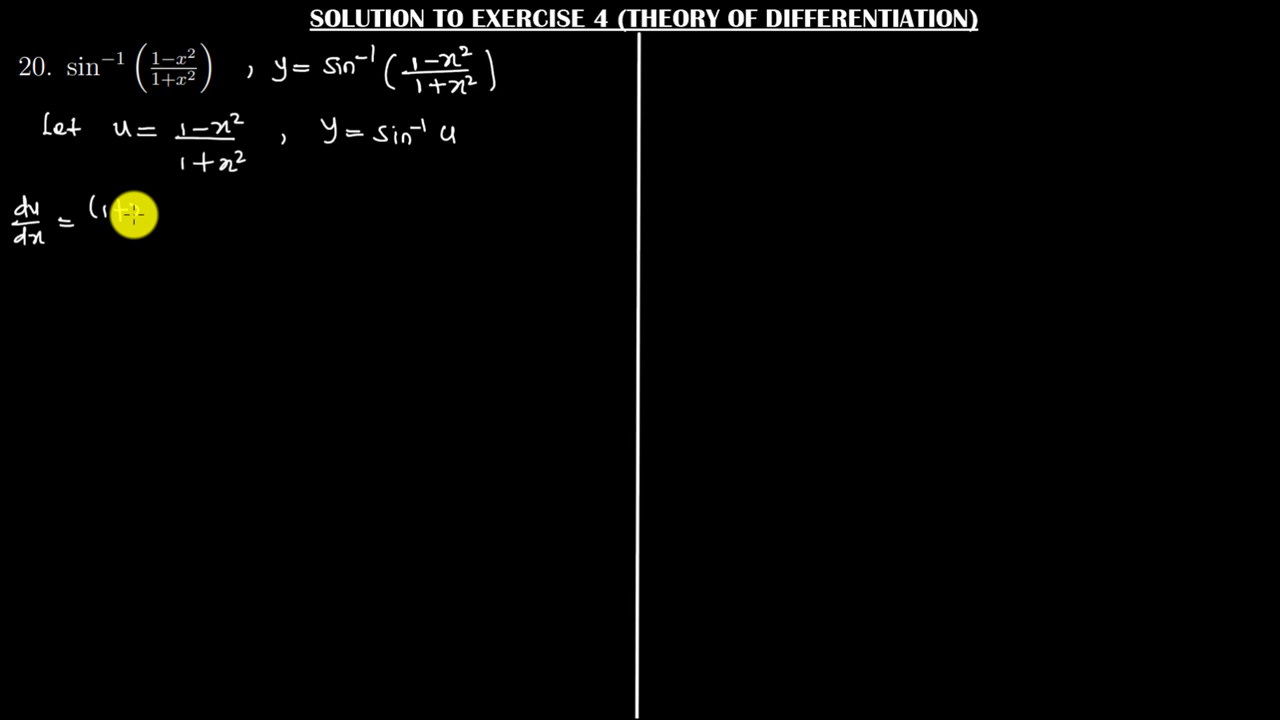 SOLUTION TO EXERCISE 4 (THEORY OF DIFFERENTIATION)
20. sin⁻¹ ((1−x²)/(1+x²)) , y = sin⁻¹ ((1−x²)/(1+x²))
Let u = (1−x²)/(1+x²) , y = sin⁻¹ u
du/dx = (1+